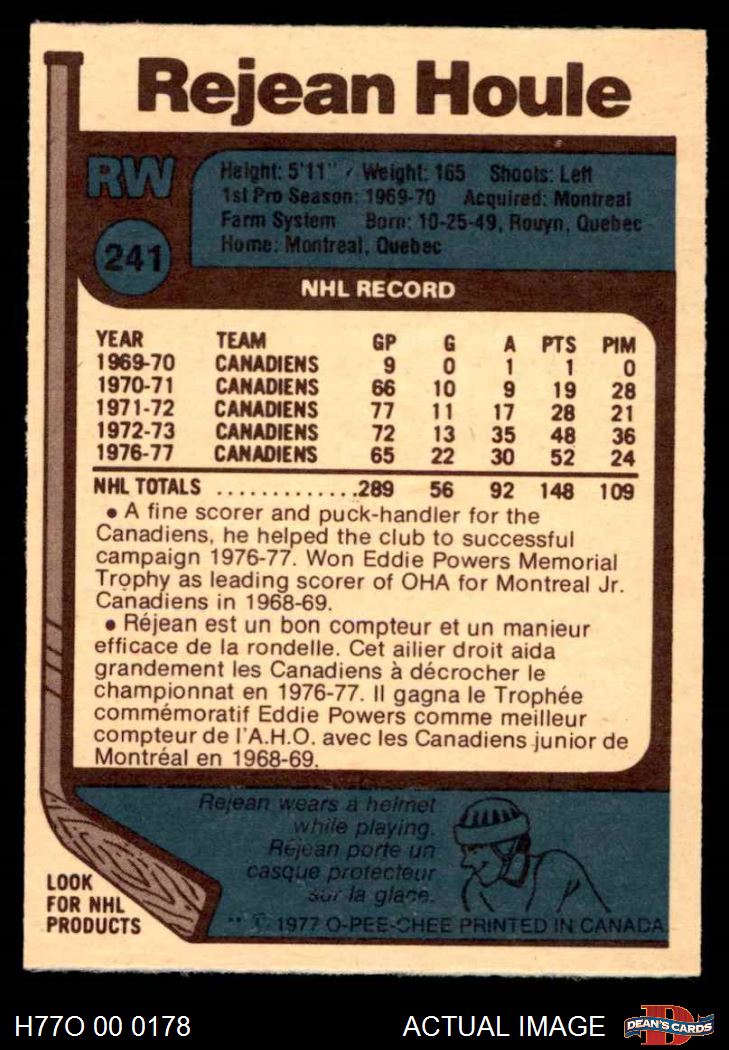 Rejean Houle
RW
241
Height: 5'11" Weight: 165 Shoots: Left
1st Pro Season: 1969-70 Acquired: Montreal
Farm System Born: 10-25-49, Rouyn, Quebec
Home: Montreal, Quebec
NHL RECORD
YEAR TEAM GP G A PTS PIM
1969-70 CANADIENS 9 0 1 1 0
1970-71 CANADIENS 66 10 9 19 28
1971-72 CANADIENS 77 11 17 28 21
1972-73 CANADIENS 72 13 35 48 36
1976-77 CANADIENS 65 22 30 52 24
NHL TOTALS .............289 56 92 148 109
• A fine scorer and puck-handler for the
Canadiens, he helped the club to successful
campaign 1976-77. Won Eddie Powers Memorial
Trophy as leading scorer of OHA for Montreal Jr.
Canadiens in 1968-69.
• Réjean est un bon compteur et un manieur
efficace de la rondelle. Cet ailier droit aida
grandement les Canadiens à décrocher le
championnat en 1976-77. Il gagna le Trophée
commémoratif Eddie Powers comme meilleur
compteur de l'A.H.O. avec les Canadiens junior de
Montréal en 1968-69.
Rejean wears a helmet
while playing.
Réjean porte un
casque protecteur
sur la glace.
LOOK
FOR NHL
PRODUCTS
** © 1977 O-PEE-CHEE PRINTED IN CANADA
H77O 00 0178
ACTUAL IMAGE
D
DEAN'S CARDS